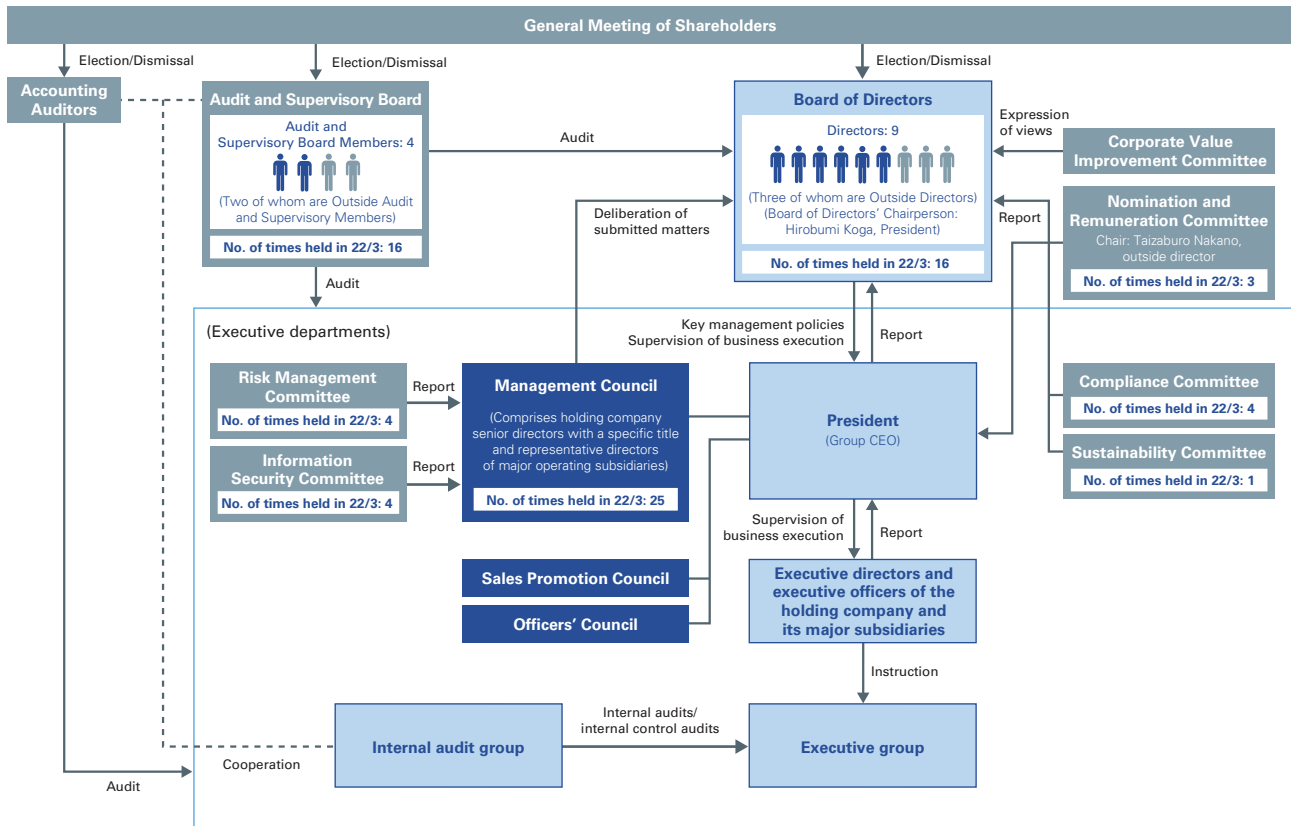 General Meeting of Shareholders
Election/Dismissal
Election/Dismissal
Election/Dismissal
Accounting
Auditors
Audit and Supervisory Board
Audit and
Supervisory Board Members: 4
(Two of whom are Outside Audit
and Supervisory Members)
No. of times held in 22/3: 16
Audit
Board of Directors
Directors: 9
(Three of whom are Outside Directors)
(Board of Directors' Chairperson:
Hirobumi Koga, President)
No. of times held in 22/3: 16
Expression
of views
Corporate Value
Improvement Committee
Nomination and
Remuneration Committee
Chair: Taizaburo Nakano,
outside director
No. of times held in 22/3: 3
Report
Deliberation of
submitted matters
Audit
(Executive departments)
Key management policies
Supervision of business execution
Report
Risk Management
Committee
No. of times held in 22/3: 4
Report
Information
Security Committee
No. of times held in 22/3: 4
Report
Management Council
(Comprises holding company
senior directors with a specific title
and representative directors
of major operating subsidiaries)
No. of times held in 22/3: 25
President
(Group CEO)
Compliance Committee
No. of times held in 22/3: 4
Sustainability Committee
No. of times held in 22/3: 1
Supervision of
business execution
Report
Sales Promotion Council
Officers' Council
Executive directors and
executive officers of the
holding company and
its major subsidiaries
Instruction
Internal audit group
Internal audits/
internal control audits
Executive group
Cooperation
Audit